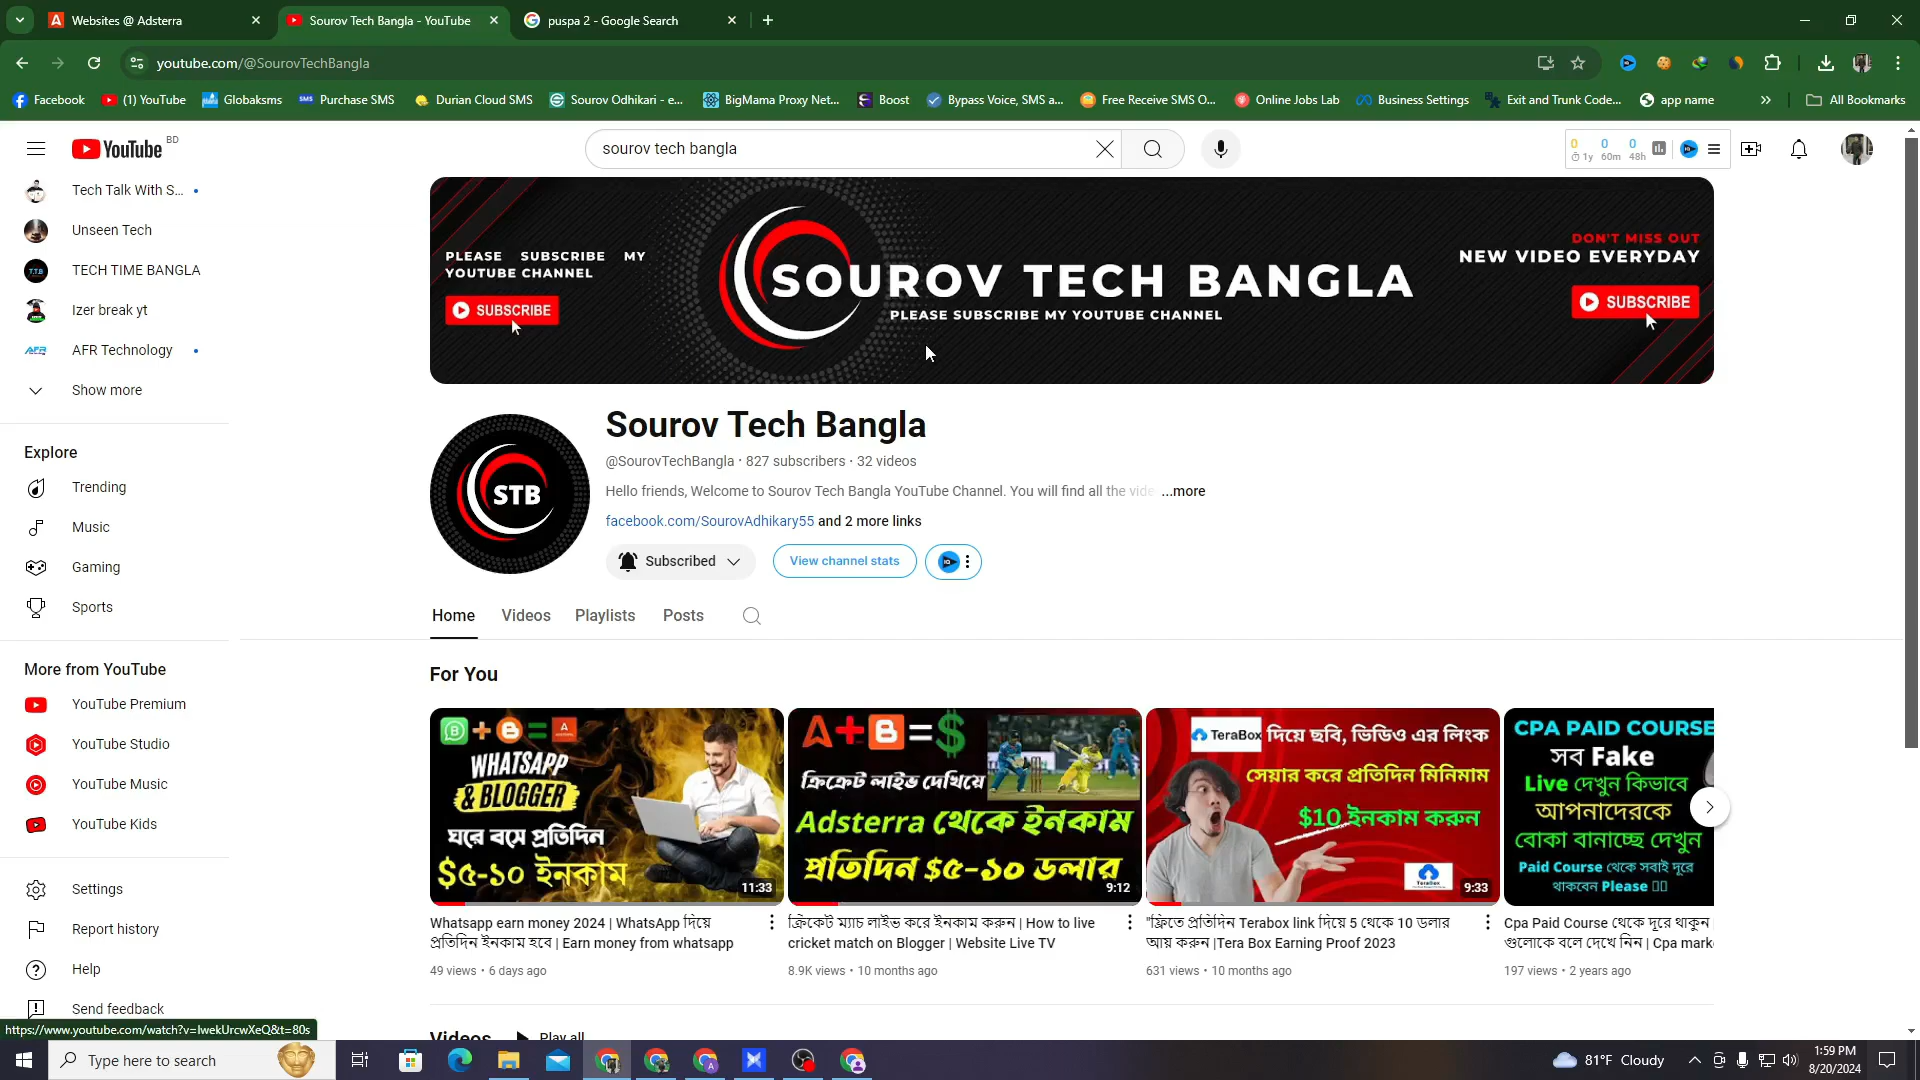 Websites @ Adsterra
Sourov Tech Bangla - YouTube
puspa 2 - Google Search
youtube.com/@SourovTechBangla
Facebook
(1) YouTube
Globaksms
SMS
Purchase SMS
Durian Cloud SMS
Sourov Odhikari - e...
BigMama Proxy Net...
Boost
Bypass Voice, SMS a...
Free Receive SMS O...
Online Jobs Lab
Business Settings
Exit and Trunk Code...
app name
All Bookmarks
YouTube BD
sourov tech bangla
0 0 0
1y 60m 48h
Tech Talk With S...
Unseen Tech
T.T.B
TECH TIME BANGLA
Izer break yt
AFR
AFR Technology
Show more
Explore
Trending
Music
Gaming
Sports
More from YouTube
YouTube Premium
YouTube Studio
YouTube Music
YouTube Kids
Settings
Report history
Help
Send feedback
https://www.youtube.com/watch?v=IwekUrcwXeQ&t=80s
PLEASE SUBSCRIBE MY
YOUTUBE CHANNEL
SUBSCRIBE
SOUROV TECH BANGLA
PLEASE SUBSCRIBE MY YOUTUBE CHANNEL
DON'T MISS OUT
NEW VIDEO EVERYDAY
SUBSCRIBE
STB
Sourov Tech Bangla
@SourovTechBangla • 827 subscribers • 32 videos
Hello friends, Welcome to Sourov Tech Bangla YouTube Channel. You will find all the vide ...more
facebook.com/SourovAdhikary55 and 2 more links
Subscribed
View channel stats
Home
Videos
Playlists
Posts
For You
WHATSAPP
& BLOGGER
ঘরে বসে প্রতিদিন
$৫-১০ ইনকাম
11:33
Whatsapp earn money 2024 | WhatsApp দিয়ে
প্রতিদিন ইনকাম হবে | Earn money from whatsapp
49 views • 6 days ago
A+B=$
ক্রিকেট লাইভ দেখিয়ে
Adsterra থেকে ইনকাম
প্রতিদিন $৫-১০ ডলার
9:12
ক্রিকেট ম্যাচ লাইভ করে ইনকাম করুন | How to live
cricket match on Blogger | Website Live TV
8.9K views • 10 months ago
TeraBox দিয়ে ছবি, ভিডিও এর লিংক
সেয়ার করে প্রতিদিন মিনিমাম
$10 ইনকাম করুন
TeraBox
9:33
"ফ্রিতে প্রতিদিন Terabox link দিয়ে 5 থেকে 10 ডলার
আয় করুন |Tera Box Earning Proof 2023
631 views • 10 months ago
CPA PAID COURSE
সব Fake
Live দেখুন কিভাবে
আপনাদেরকে
বোকা বানাচ্ছে দেখুন
Paid Course থেকে সবাই দূরে
থাকবেন Please
Cpa Paid Course থেকে দূরে থাকুন
গুলোকে বলে দেখে নিন | Cpa mark
197 views • 2 years ago
Videos
Play all
Type here to search
81°F Cloudy
1:59 PM
8/20/2024